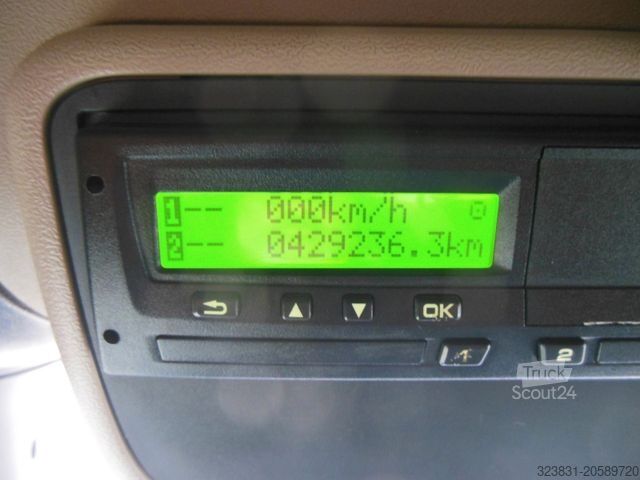 1-- 000km/h
2-- 0429236.3km
OK
1 2
Truck
Scout24
323831-20589720